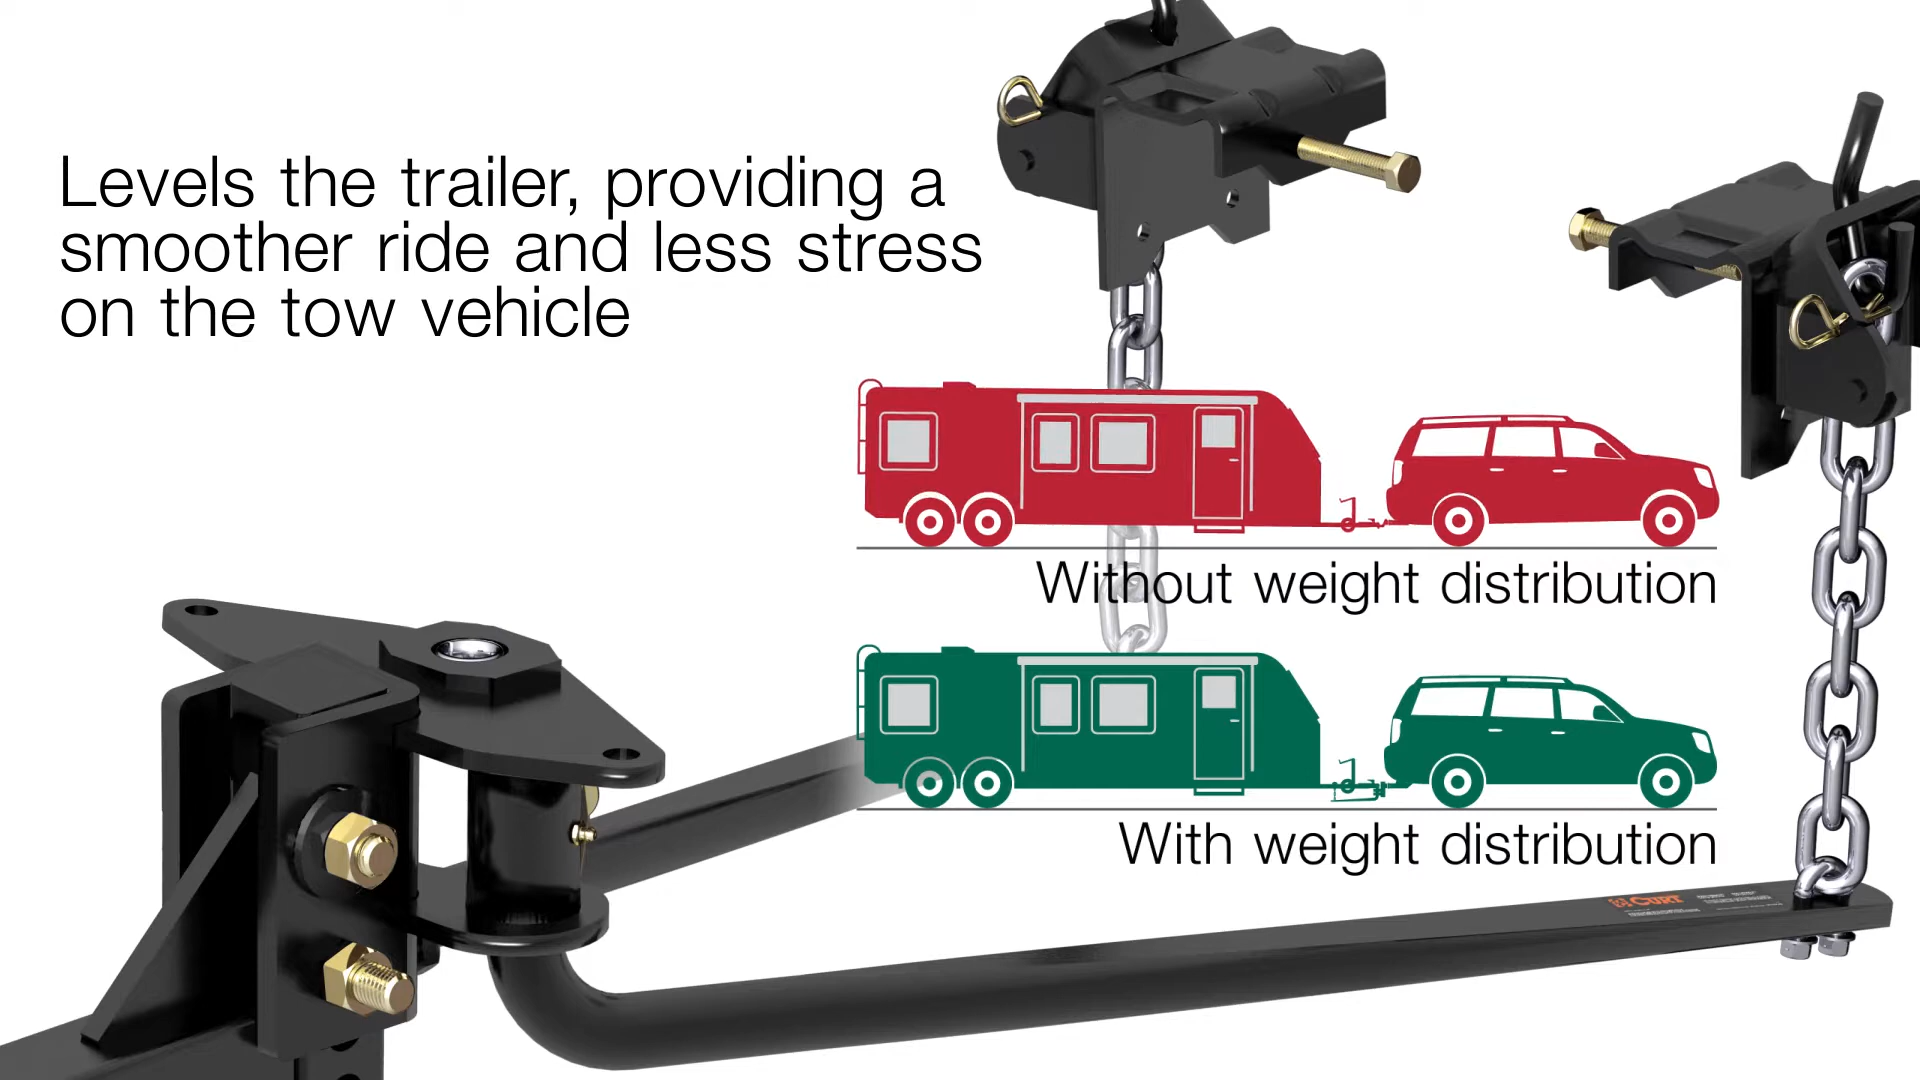 Levels the trailer, providing a
smoother ride and less stress
on the tow vehicle
Without weight distribution
With weight distribution
CURT